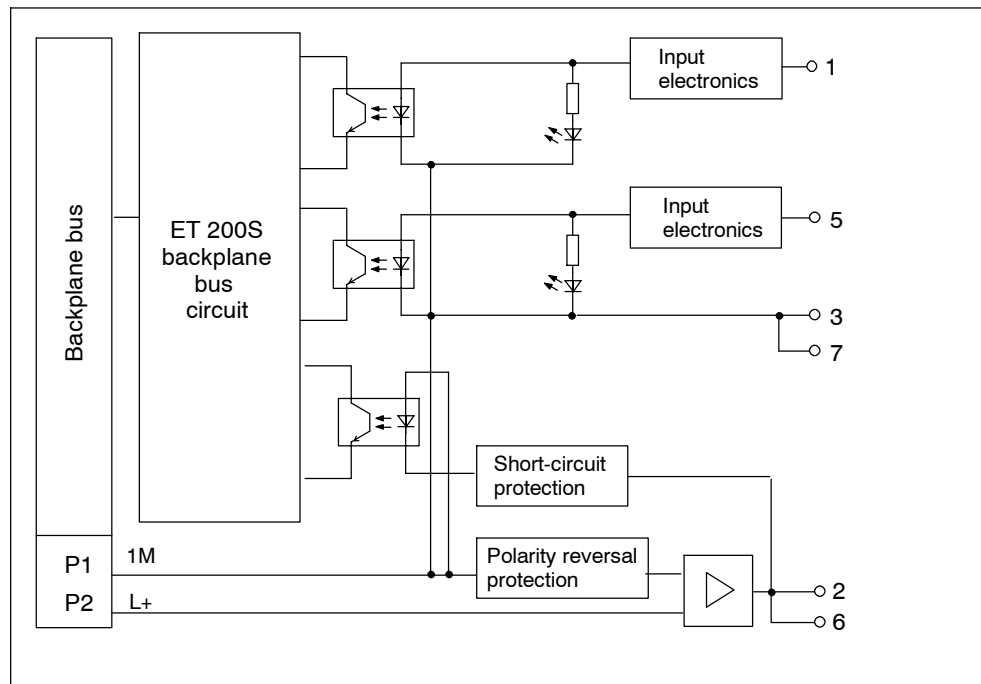 Backplane bus
ET 200S
backplane
bus
circuit
Input
electronics
1
Input
electronics
5
3
7
Short-circuit
protection
P1
1M
Polarity reversal
protection
P2
L+
2
6